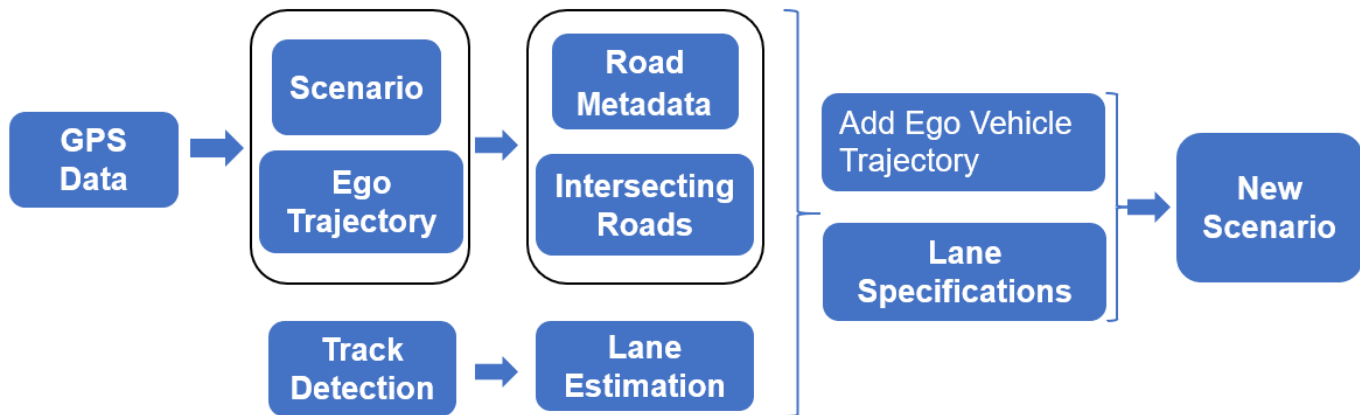 GPS
Data
Scenario
Ego
Trajectory
Road
Metadata
Intersecting
Roads
Track
Detection
Lane
Estimation
Add Ego Vehicle
Trajectory
Lane
Specifications
New
Scenario